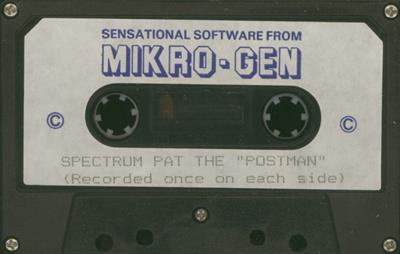 SENSATIONAL SOFTWARE FROM
MIKRO-GEN
© ©
SPECTRUM PAT THE "POSTMAN"
(Recorded once on each side)